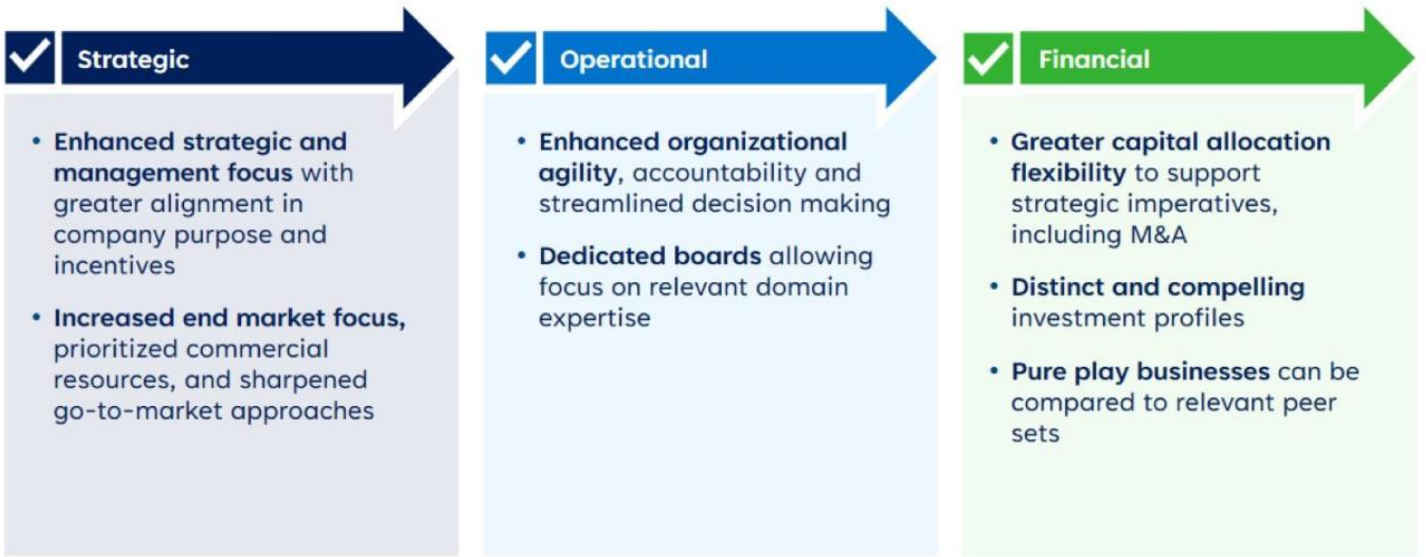 Strategic
• Enhanced strategic and
management focus with
greater alignment in
company purpose and
incentives
• Increased end market focus,
prioritized commercial
resources, and sharpened
go-to-market approaches
Operational
• Enhanced organizational
agility, accountability and
streamlined decision making
• Dedicated boards allowing
focus on relevant domain
expertise
Financial
• Greater capital allocation
flexibility to support
strategic imperatives,
including M&A
• Distinct and compelling
investment profiles
• Pure play businesses can be
compared to relevant peer
sets